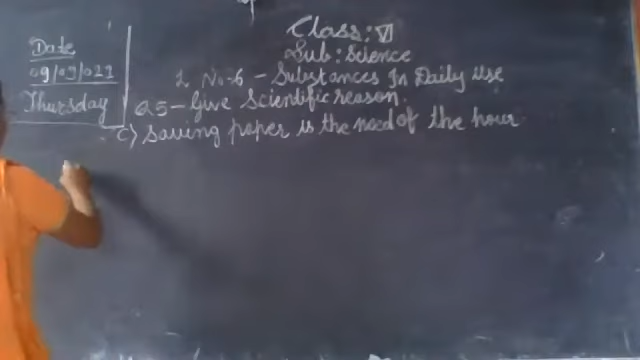 Class: VI
Sub: Science
Date
09/09/021
Thursday
L No-6 - Substances In Daily Use
Q5 - Give Scientific reason.
c) Saving paper is the need of the hour